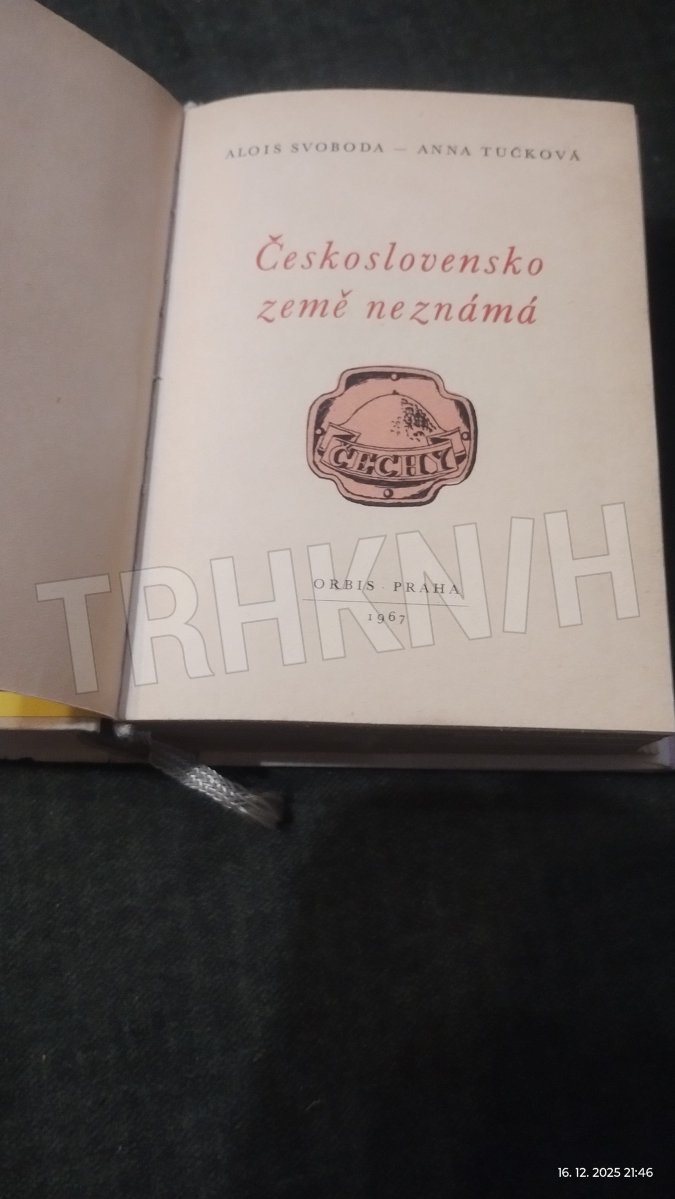 ALOIS SVOBODA – ANNA TUČKOVÁ
Československo
země neznámá
ČECHY
TRHKNIH
ORBIS · PRAHA
1967
16. 12. 2025 21:46